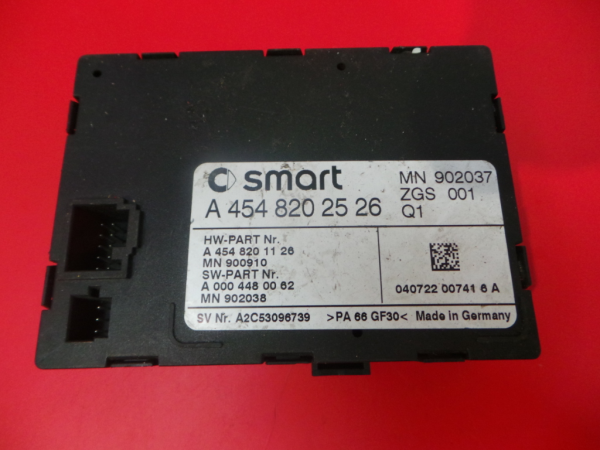 smart
A 454 820 25 26
MN 902037
ZGS 001
Q1
HW-PART Nr.
A 454 820 11 26
MN 900910
SW-PART Nr.
A 000 448 00 62
MN 902038
040722 00741 6 A
SV Nr. A2C53096739 >PA 66 GF30< Made in Germany